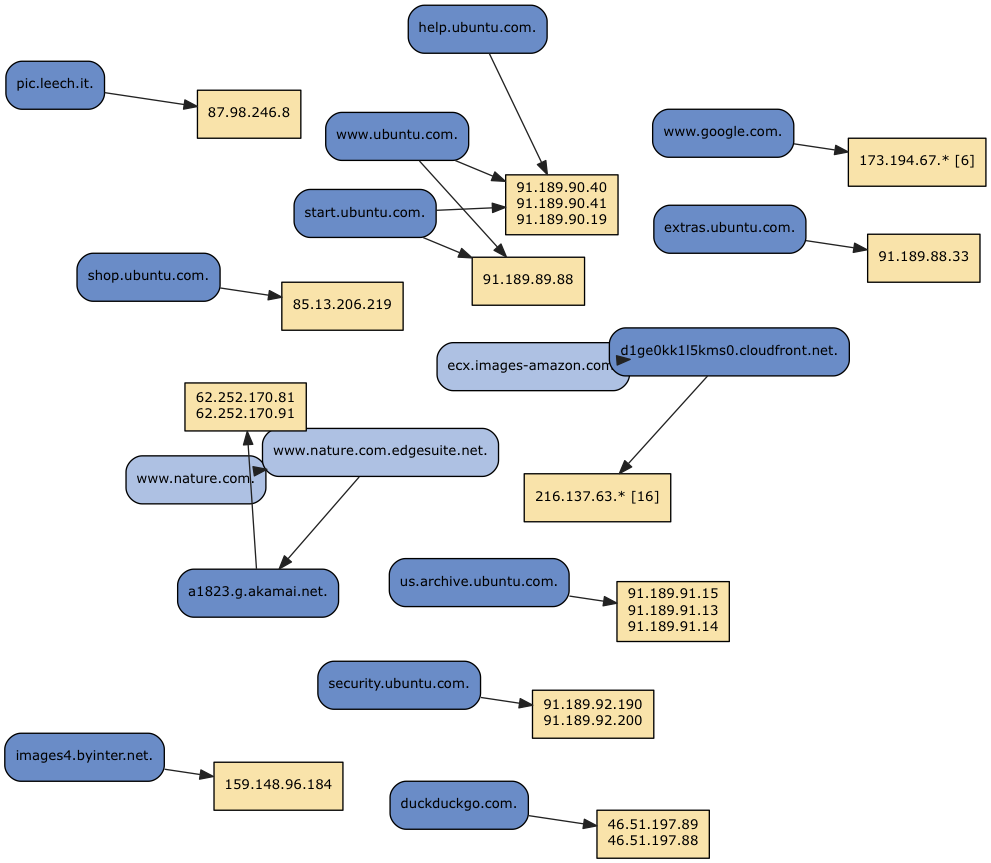 help.ubuntu.com.
pic.leech.it.
87.98.246.8
www.ubuntu.com.
www.google.com.
173.194.67.* [6]
91.189.90.40
91.189.90.41
91.189.90.19
start.ubuntu.com.
extras.ubuntu.com.
91.189.88.33
shop.ubuntu.com.
91.189.89.88
85.13.206.219
d1ge0kk1l5kms0.cloudfront.net.
ecx.images-amazon.com
62.252.170.81
62.252.170.91
www.nature.com.edgesuite.net.
www.nature.com.
216.137.63.* [16]
a1823.g.akamai.net.
us.archive.ubuntu.com.
91.189.91.15
91.189.91.13
91.189.91.14
security.ubuntu.com.
91.189.92.190
91.189.92.200
images4.byinter.net.
159.148.96.184
duckduckgo.com.
46.51.197.89
46.51.197.88